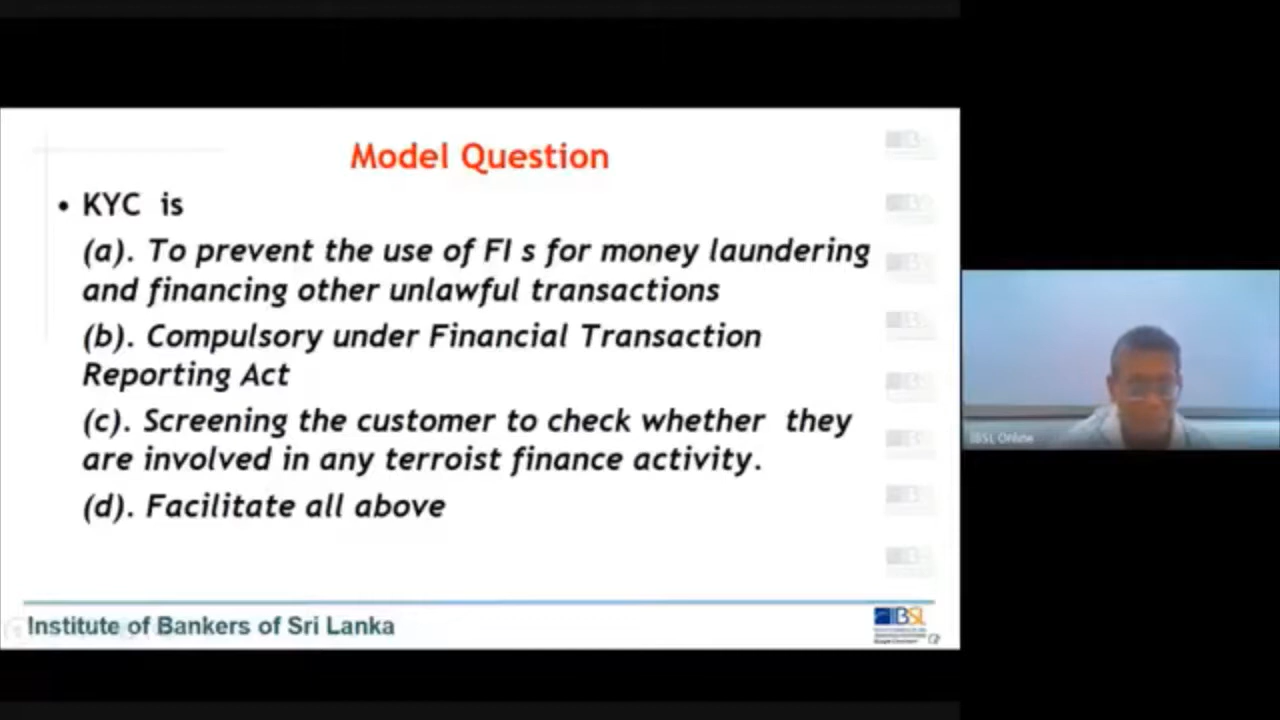 Model Question
• KYC is
(a). To prevent the use of FI s for money laundering
and financing other unlawful transactions
(b). Compulsory under Financial Transaction
Reporting Act
(c). Screening the customer to check whether they
are involved in any terroist finance activity.
(d). Facilitate all above
Institute of Bankers of Sri Lanka
IBSL
IBSL Online